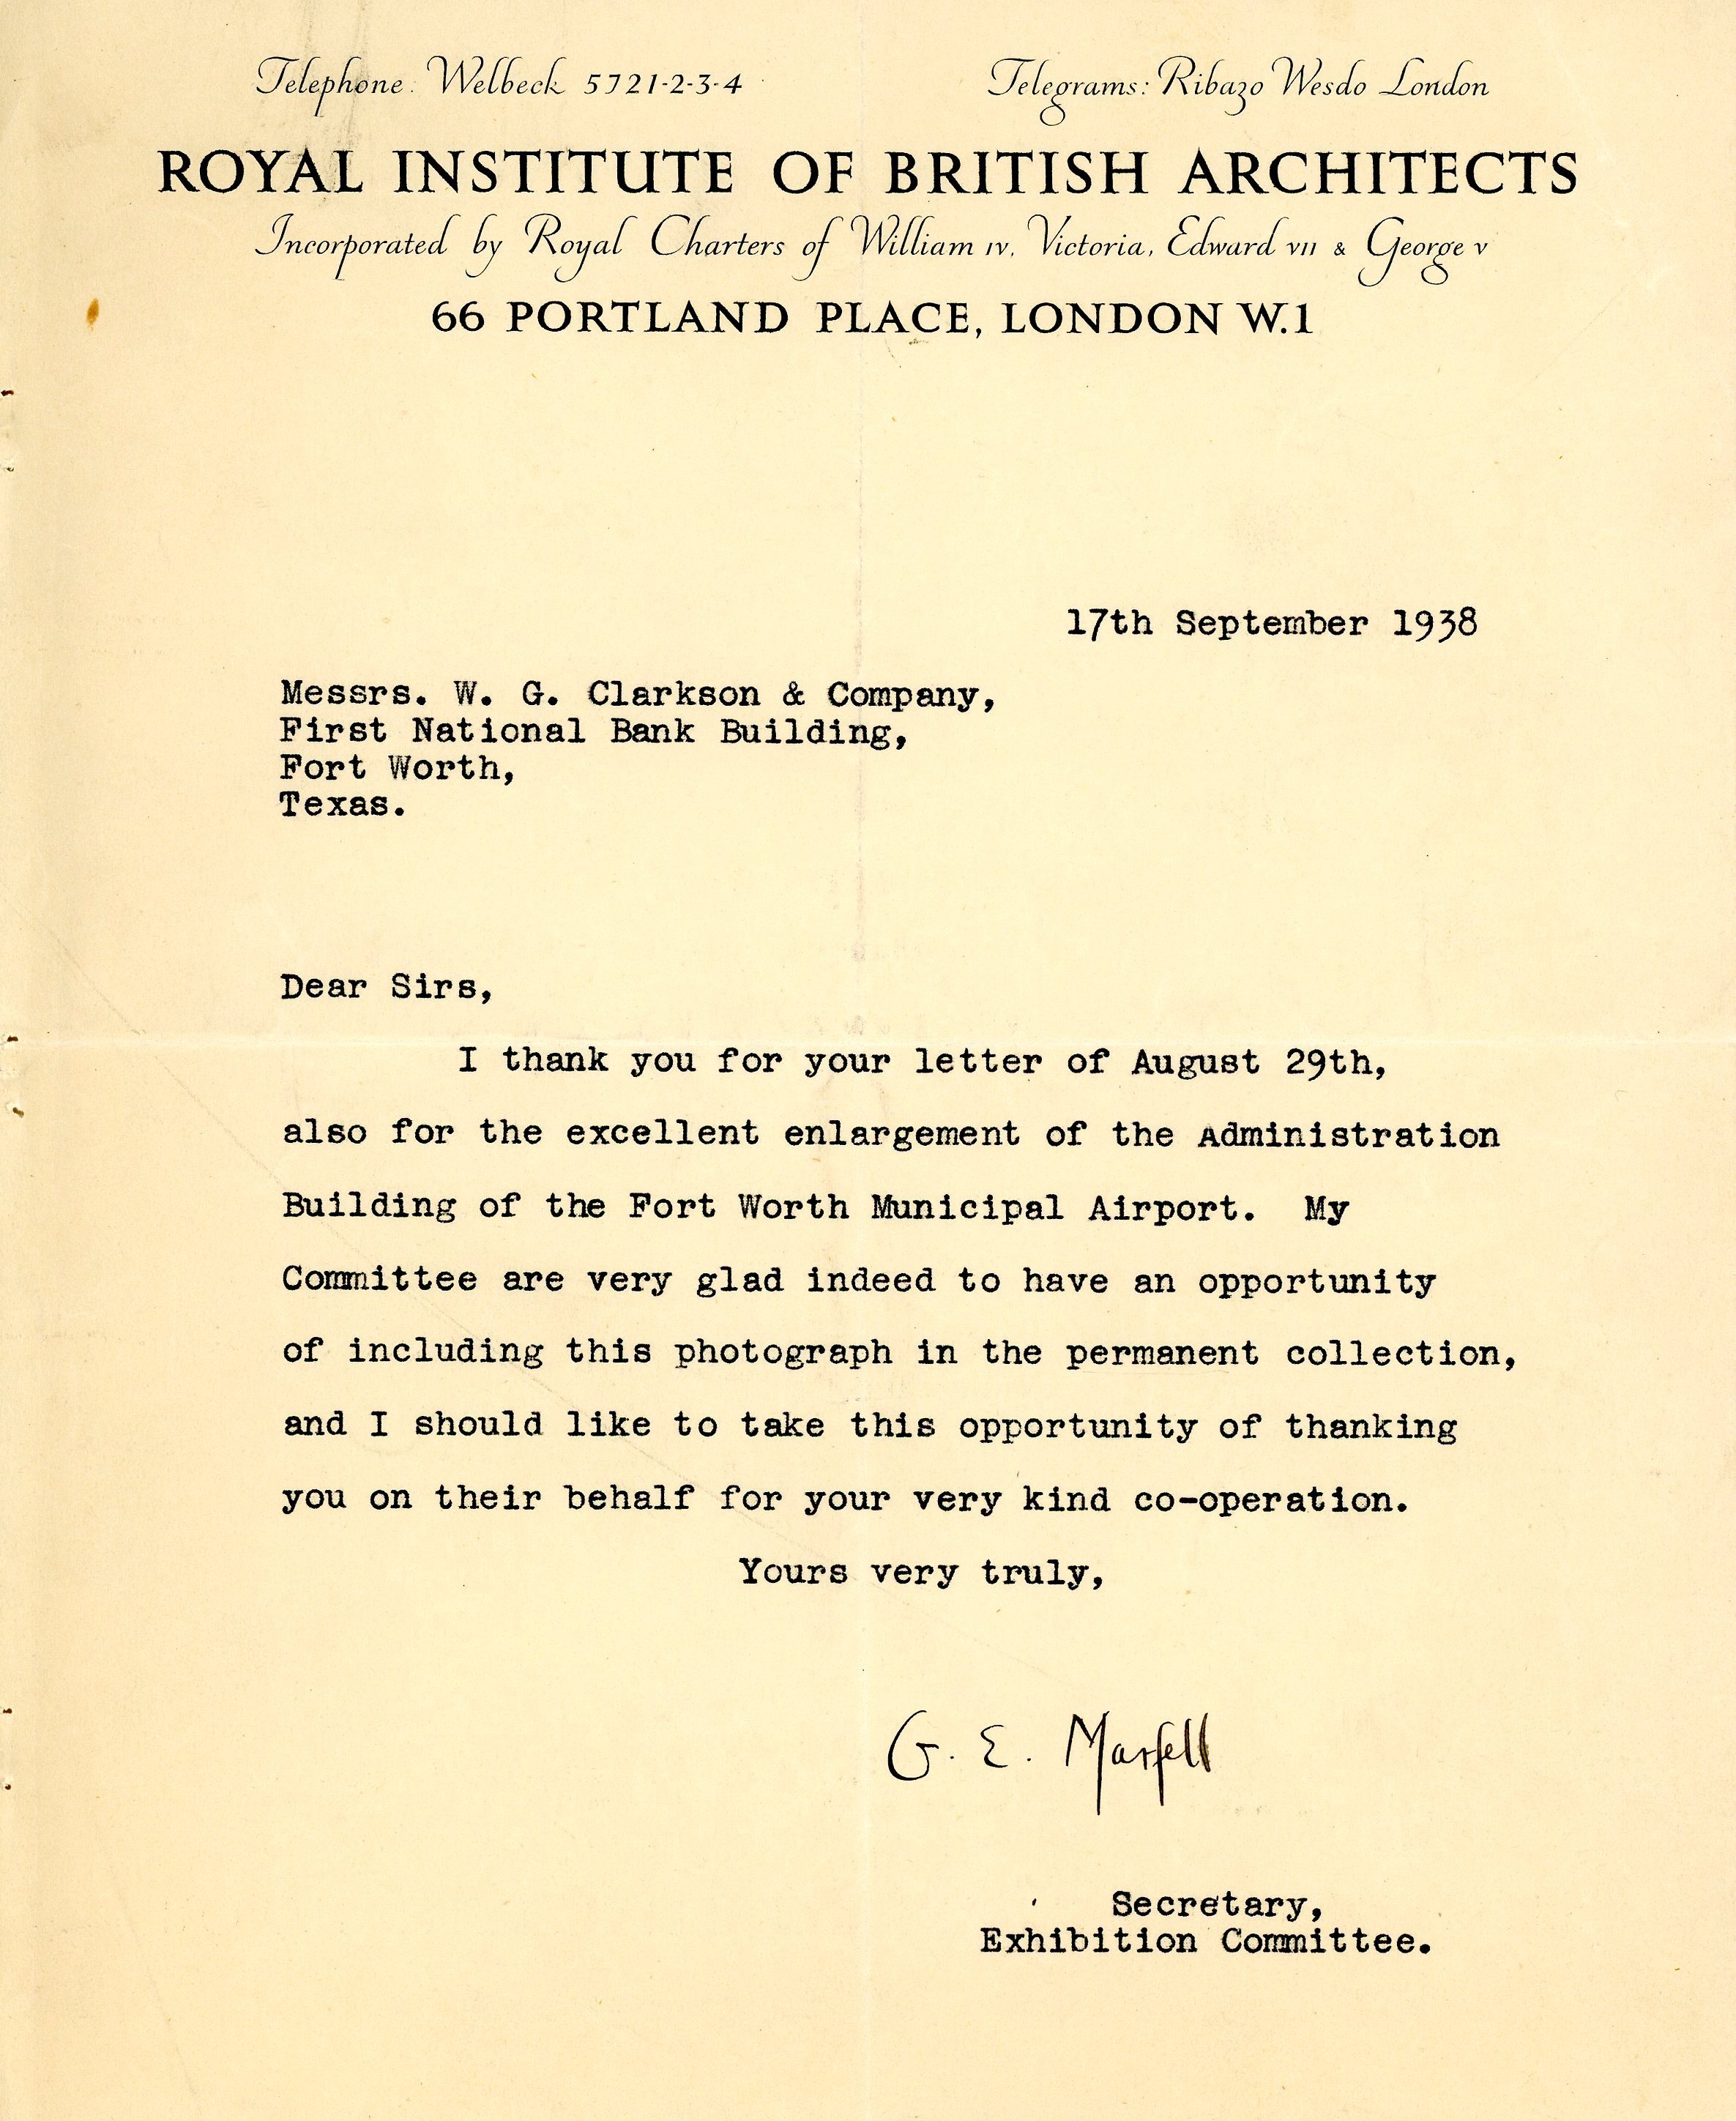 Telephone: Welbeck 5721-2-3-4
Telegrams: Ribazo Wesdo London
ROYAL INSTITUTE OF BRITISH ARCHITECTS
Incorporated by Royal Charters of William IV, Victoria, Edward VII & George V
66 PORTLAND PLACE, LONDON W.1
17th September 1938
Messrs. W. G. Clarkson & Company,
First National Bank Building,
Fort Worth,
Texas.
Dear Sirs,
I thank you for your letter of August 29th,
also for the excellent enlargement of the Administration
Building of the Fort Worth Municipal Airport. My
Committee are very glad indeed to have an opportunity
of including this photograph in the permanent collection,
and I should like to take this opportunity of thanking
you on their behalf for your very kind co-operation.
Yours very truly,
G. E. Marfell
Secretary,
Exhibition Committee.